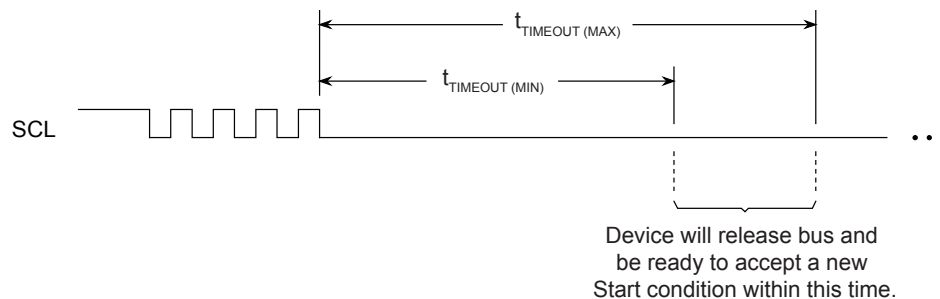 tTIMEOUT (MAX)
tTIMEOUT (MIN)
SCL
Device will release bus and
be ready to accept a new
Start condition within this time.